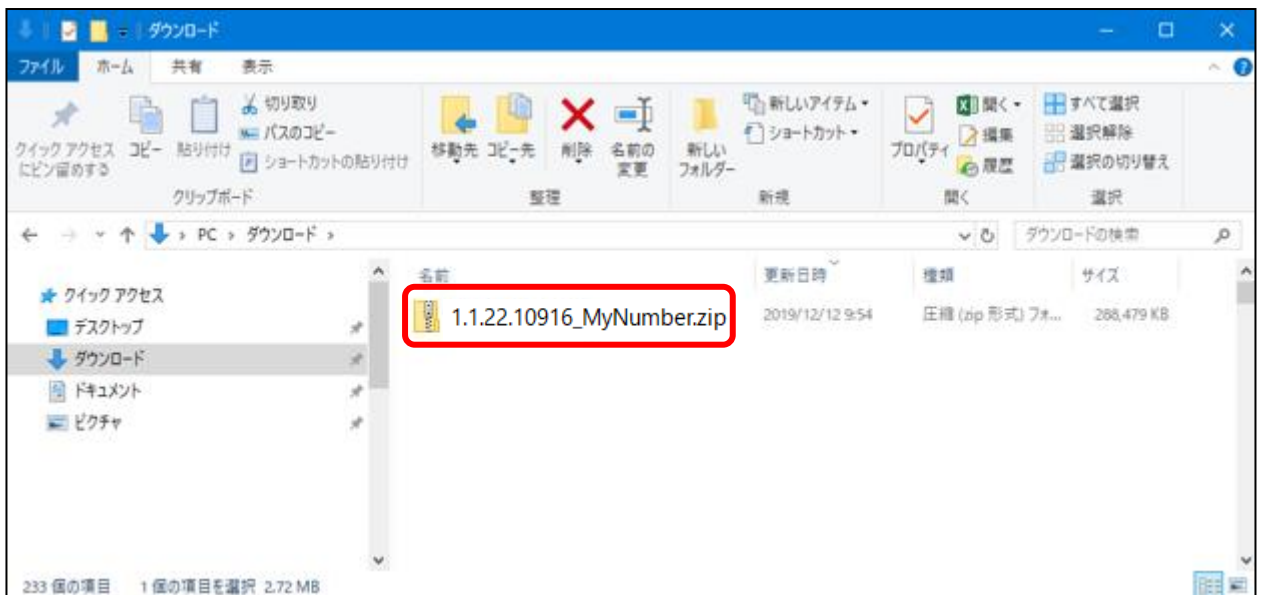 ダウンロード
ファイル ホーム 共有 表示
クイック アクセスにピン留めする
コピー
貼り付け
切り取り
パスのコピー
ショートカットの貼り付け
クリップボード
移動先
コピー先
削除
名前の変更
整理
新しいフォルダー
新しいアイテム
ショートカット
新規
プロパティ
開く
編集
履歴
開く
すべて選択
選択解除
選択の切り替え
選択
PC › ダウンロード ›
ダウンロードの検索
クイック アクセス
デスクトップ
ダウンロード
ドキュメント
ピクチャ
名前 更新日時 種類 サイズ
1.1.22.10916_MyNumber.zip 2019/12/12 9:54 圧縮 (zip 形式) フォ... 288,479 KB
233 個の項目 1 個の項目を選択 2.72 MB